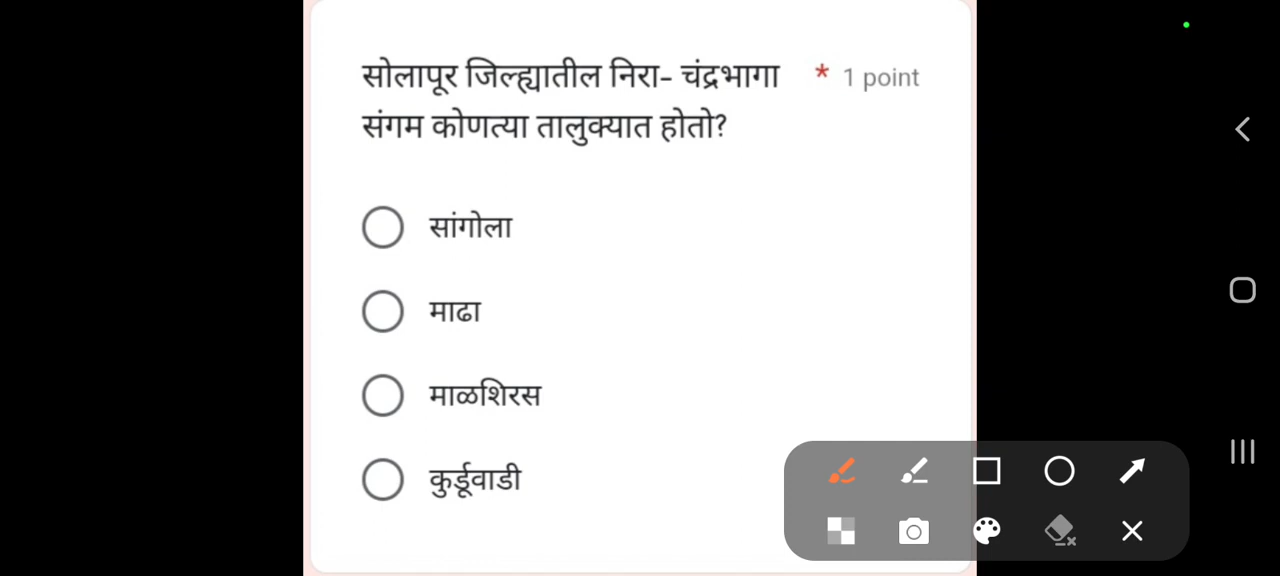 सोलापूर जिल्ह्यातील निरा- चंद्रभागा * 1 point
संगम कोणत्या तालुक्यात होतो?
सांगोला
माढा
माळशिरस
कुर्डूवाडी